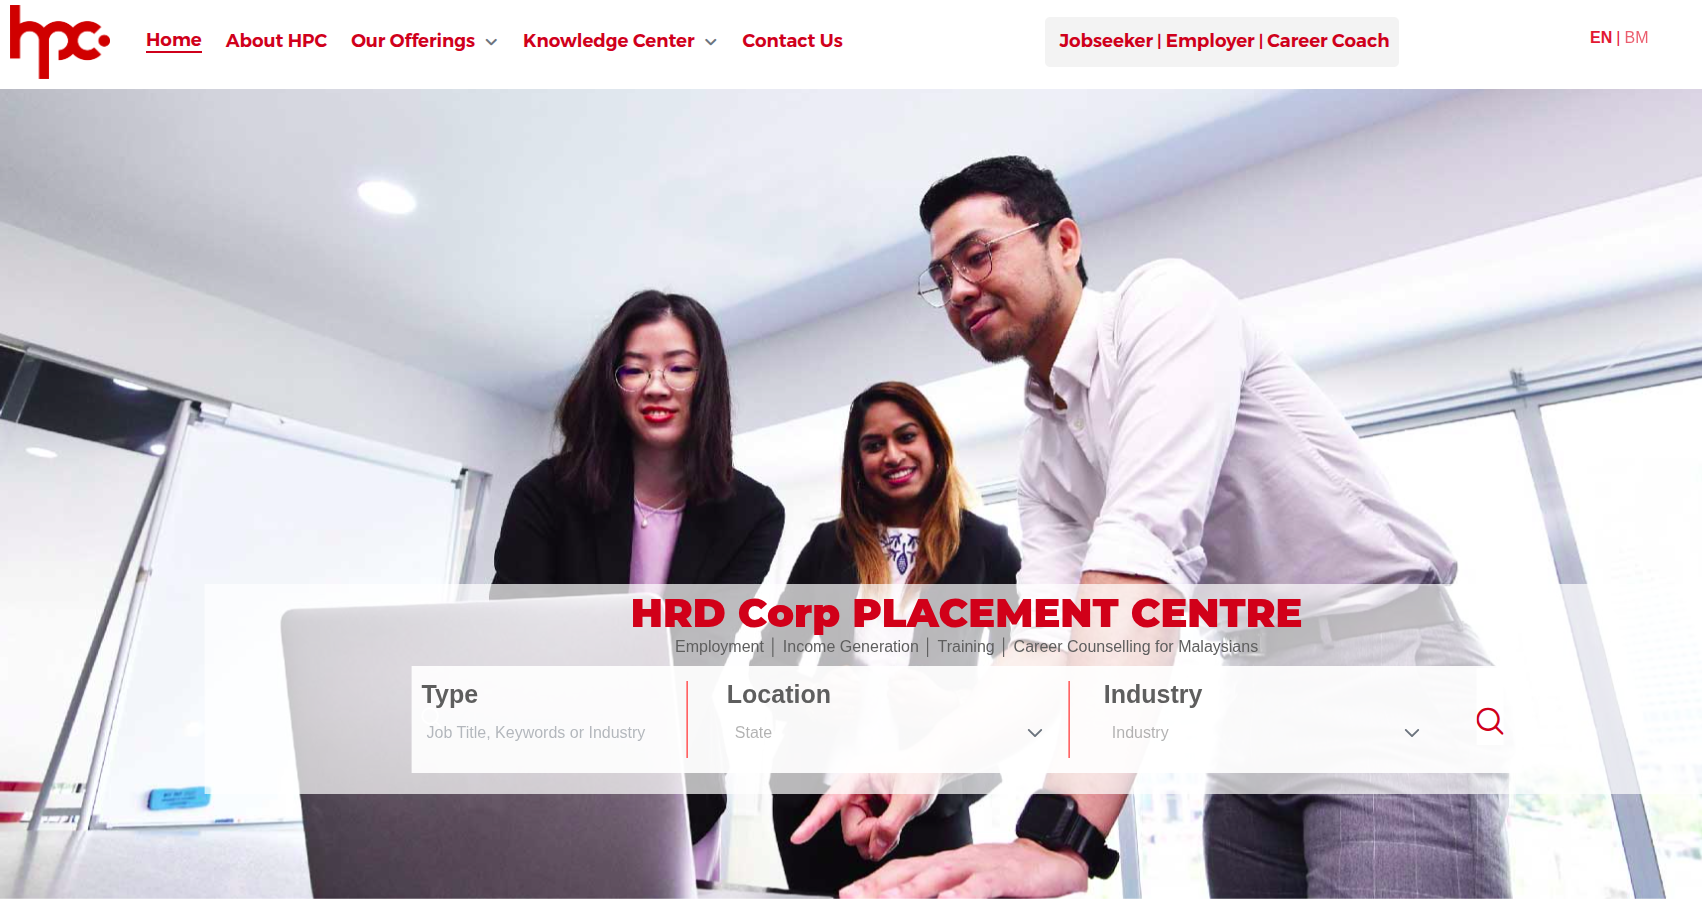 hpc
Home About HPC Our Offerings Knowledge Center Contact Us Jobseeker | Employer | Career Coach EN | BM
HRD Corp PLACEMENT CENTRE
Employment │ Income Generation │ Training │ Career Counselling for Malaysians
Type Location Industry
Job Title, Keywords or Industry State Industry